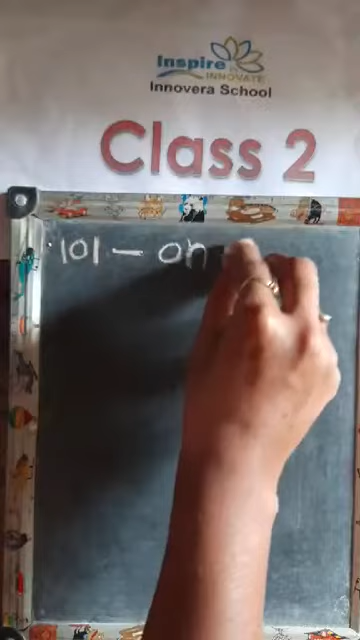 Inspire
INNOVATE
Innovera School
Class 2
101 - on